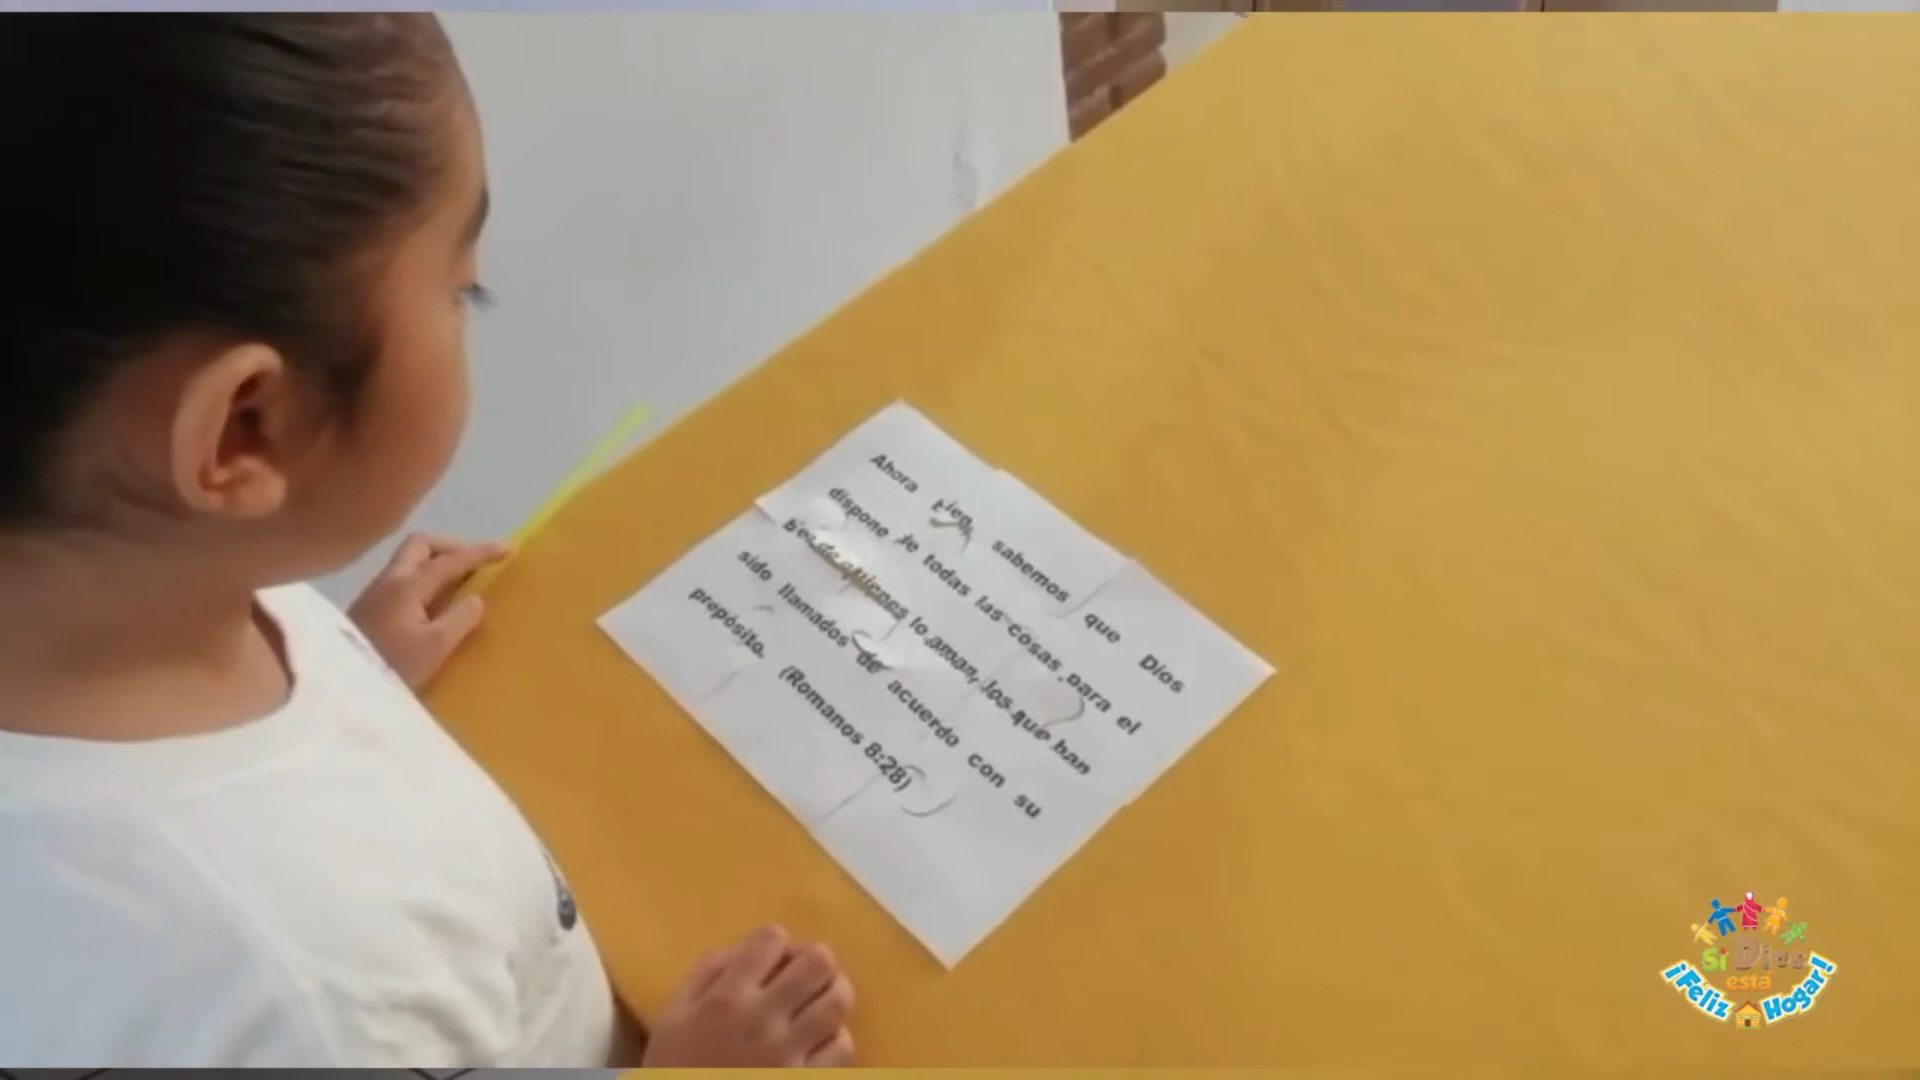 Ahora bien, sabemos que Dios
dispone de todas las cosas para el
bien de quienes lo aman, los que han
sido llamados de acuerdo con su
propósito. (Romanos 8:28)
Si Dios
está
¡Feliz Hogar!